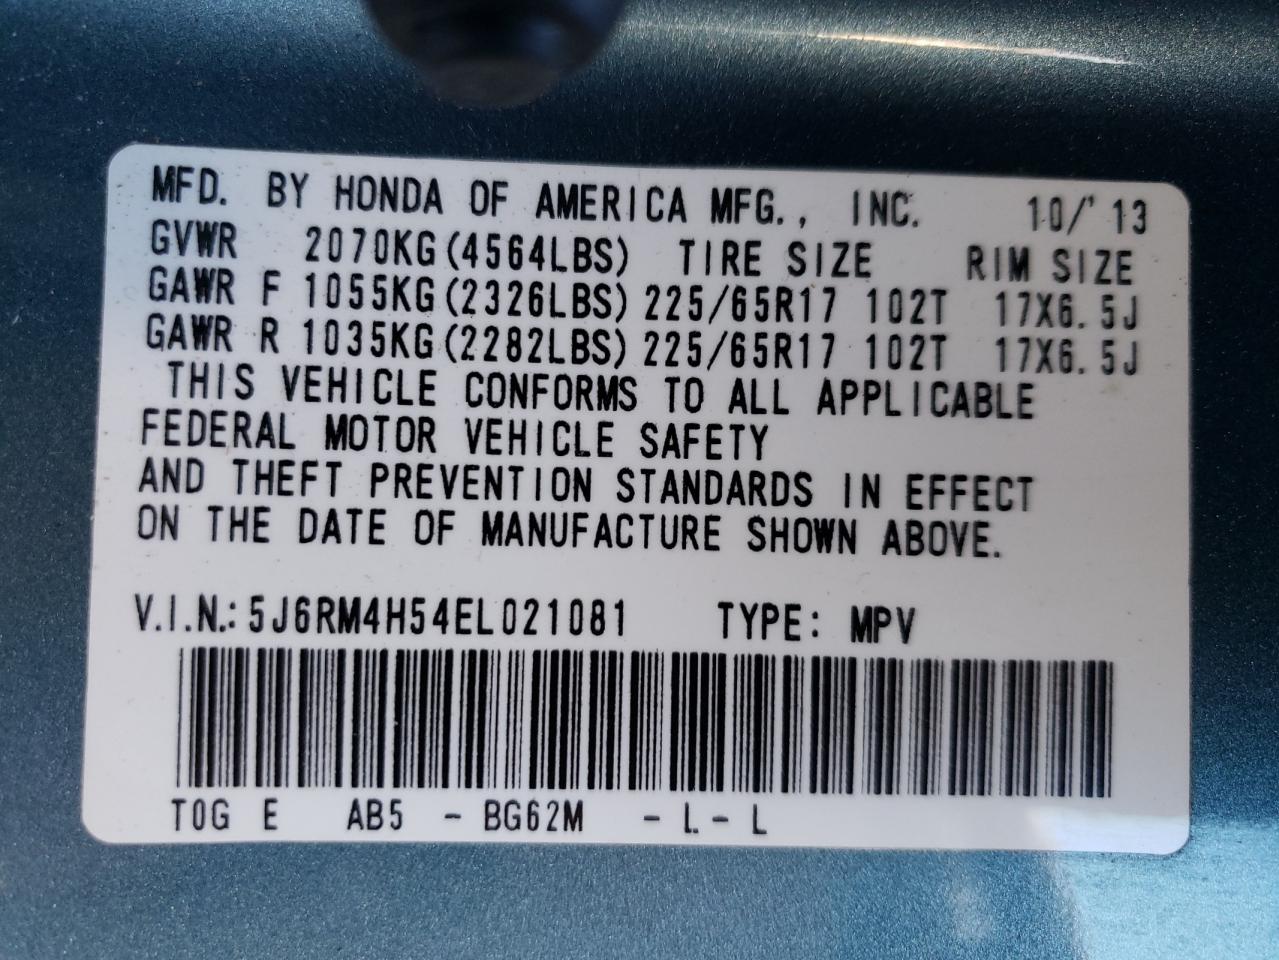 MFD. BY HONDA OF AMERICA MFG., INC. 10/'13
GVWR 2070KG(4564LBS) TIRE SIZE RIM SIZE
GAWR F 1055KG(2326LBS) 225/65R17 102T 17X6.5J
GAWR R 1035KG(2282LBS) 225/65R17 102T 17X6.5J
THIS VEHICLE CONFORMS TO ALL APPLICABLE
FEDERAL MOTOR VEHICLE SAFETY
AND THEFT PREVENTION STANDARDS IN EFFECT
ON THE DATE OF MANUFACTURE SHOWN ABOVE.
V.I.N.: 5J6RM4H54EL021081 TYPE: MPV
T0G E AB5 - BG62M - L - L